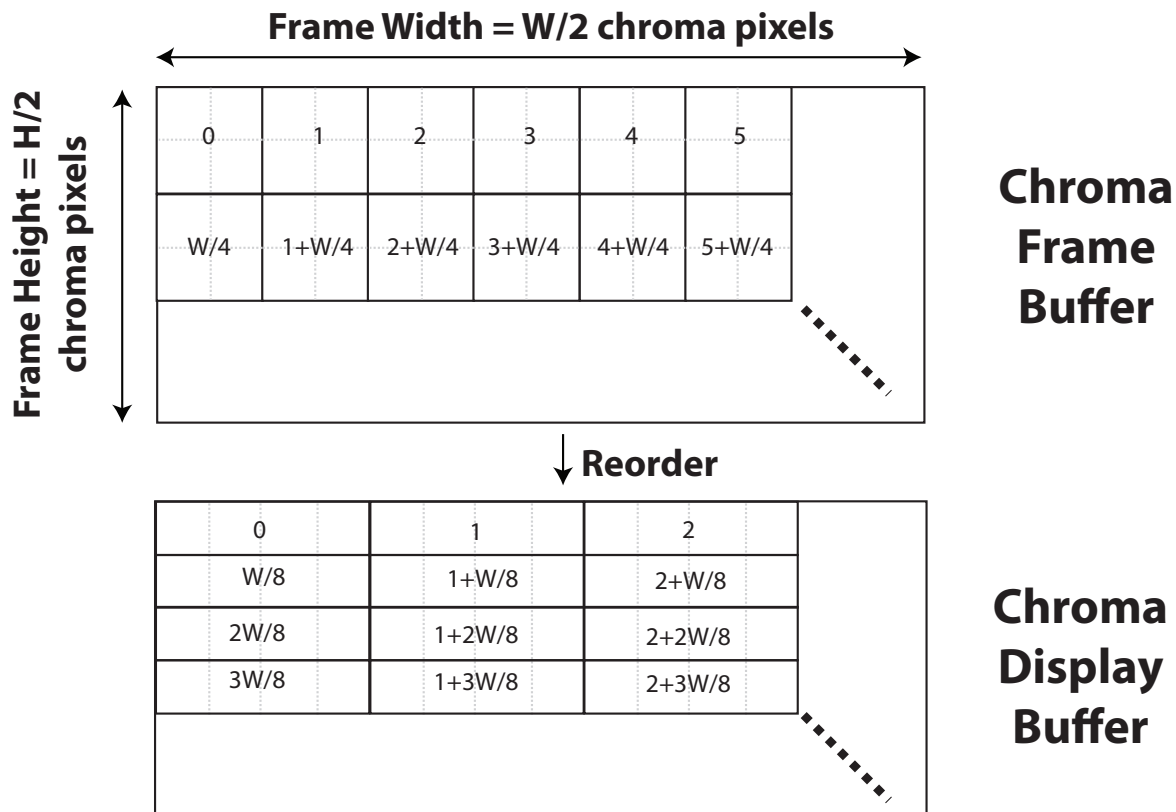 Frame Width = W/2 chroma pixels
Frame Height = H/2
chroma pixels
0 1 2 3 4 5
W/4 1+W/4 2+W/4 3+W/4 4+W/4 5+W/4
Chroma
Frame
Buffer
Reorder
0 1 2
W/8 1+W/8 2+W/8
2W/8 1+2W/8 2+2W/8
3W/8 1+3W/8 2+3W/8
Chroma
Display
Buffer